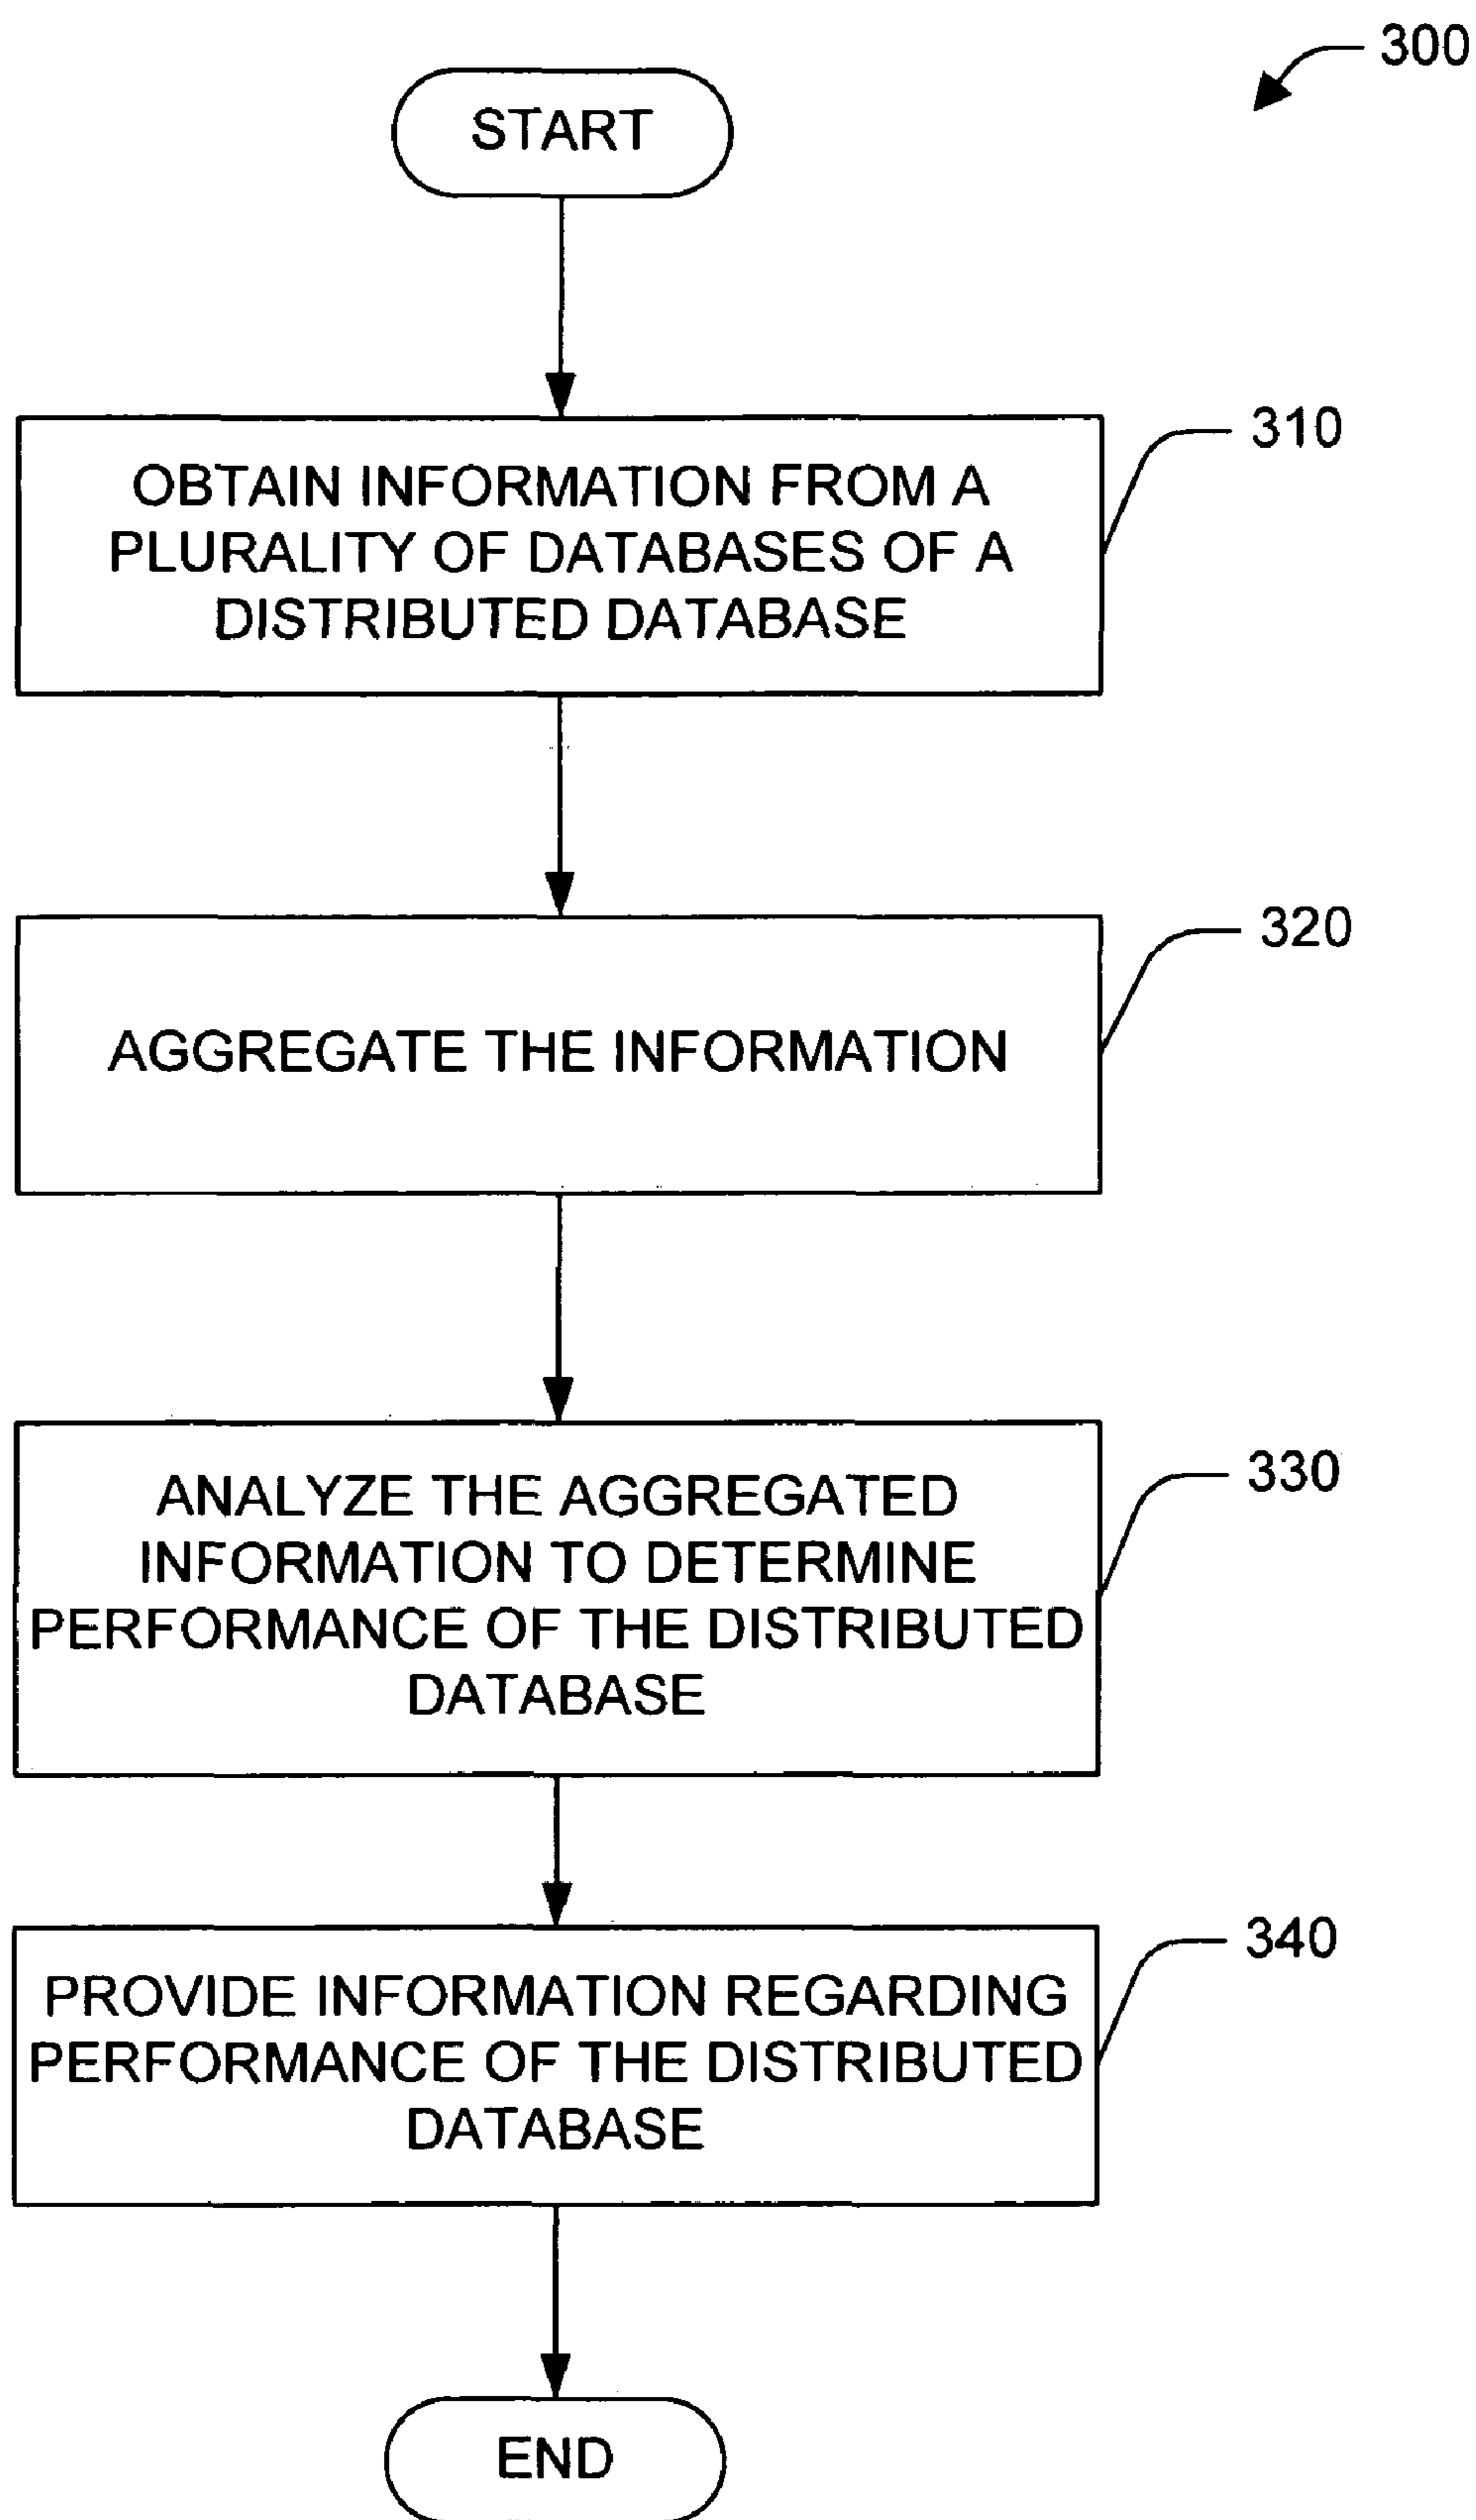 300
START
310
OBTAIN INFORMATION FROM A
PLURALITY OF DATABASES OF A
DISTRIBUTED DATABASE
320
AGGREGATE THE INFORMATION
330
ANALYZE THE AGGREGATED
INFORMATION TO DETERMINE
PERFORMANCE OF THE DISTRIBUTED
DATABASE
340
PROVIDE INFORMATION REGARDING
PERFORMANCE OF THE DISTRIBUTED
DATABASE
END